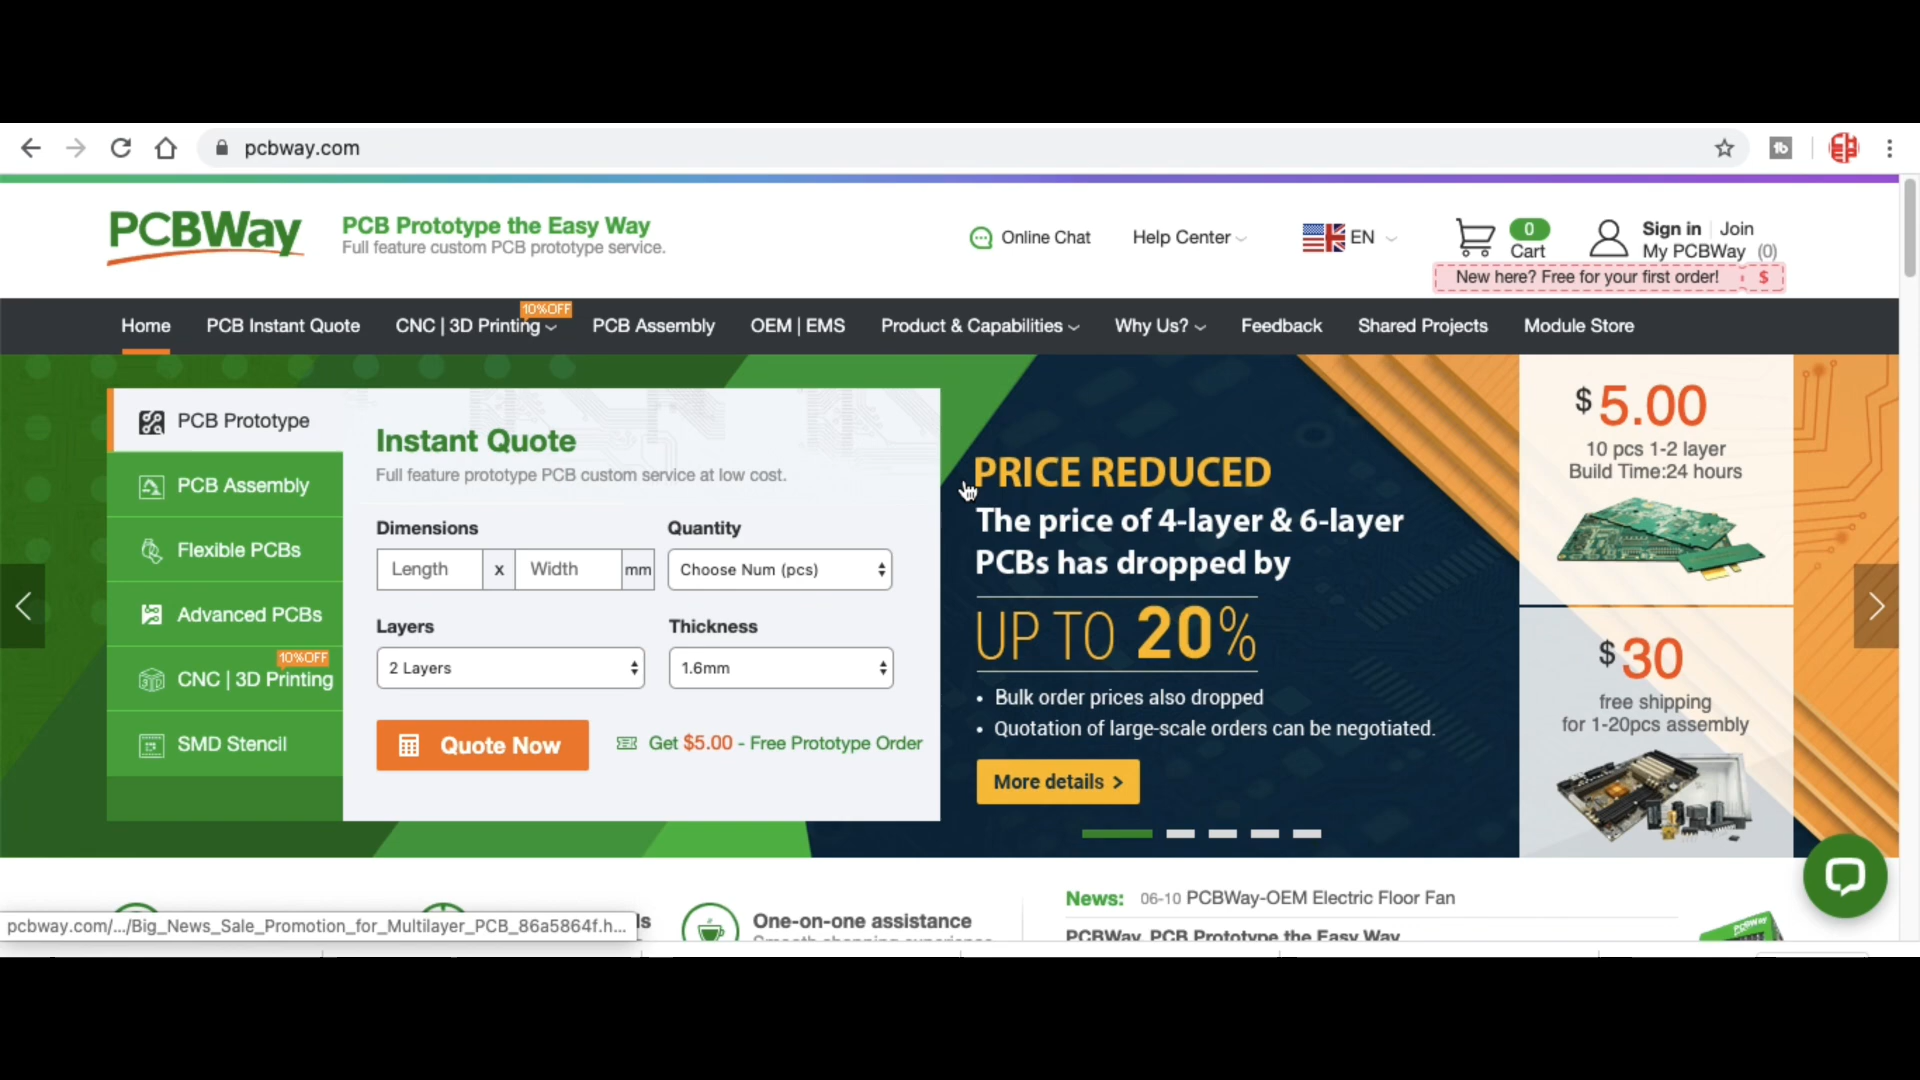 pcbway.com
PCBWay
PCB Prototype the Easy Way
Full feature custom PCB prototype service.
Online Chat
Help Center
EN
0
Cart
Sign in | Join
My PCBWay (0)
New here? Free for your first order! $
10%OFF
Home
PCB Instant Quote
CNC | 3D Printing
PCB Assembly
OEM | EMS
Product & Capabilities
Why Us?
Feedback
Shared Projects
Module Store
PCB Prototype
PCB Assembly
Flexible PCBs
Advanced PCBs
10%OFF
CNC | 3D Printing
SMD Stencil
Instant Quote
Full feature prototype PCB custom service at low cost.
Dimensions
Length x Width mm
Quantity
Choose Num (pcs)
Layers
2 Layers
Thickness
1.6mm
Quote Now
Get $5.00 - Free Prototype Order
PRICE REDUCED
The price of 4-layer & 6-layer
PCBs has dropped by
UP TO 20%
• Bulk order prices also dropped
• Quotation of large-scale orders can be negotiated.
More details >
$5.00
10 pcs 1-2 layer
Build Time:24 hours
$30
free shipping
for 1-20pcs assembly
One-on-one assistance
News: 06-10 PCBWay-OEM Electric Floor Fan
PCBWay, PCB Prototype the Easy Way
pcbway.com/.../Big_News_Sale_Promotion_for_Multilayer_PCB_86a5864f.h...